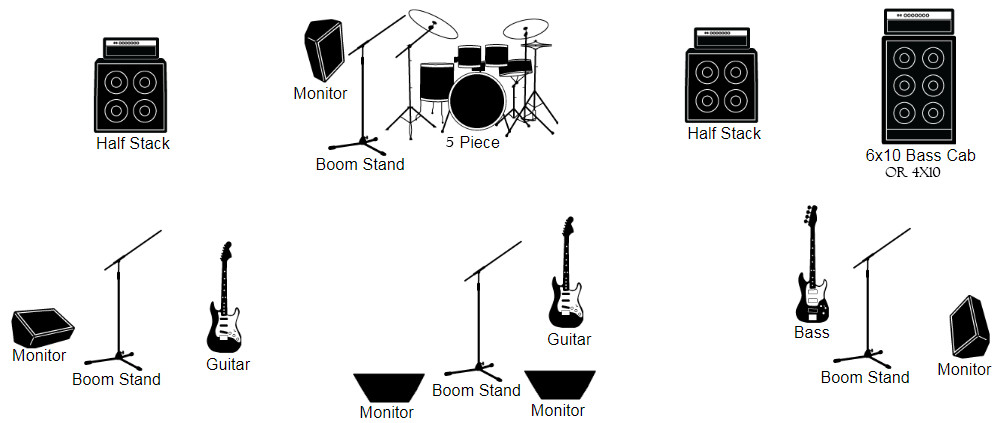 Monitor
Half Stack
Boom Stand
5 Piece
Half Stack
6x10 Bass Cab
OR 4X10
Monitor
Boom Stand
Guitar
Monitor
Boom Stand
Monitor
Guitar
Bass
Boom Stand
Monitor